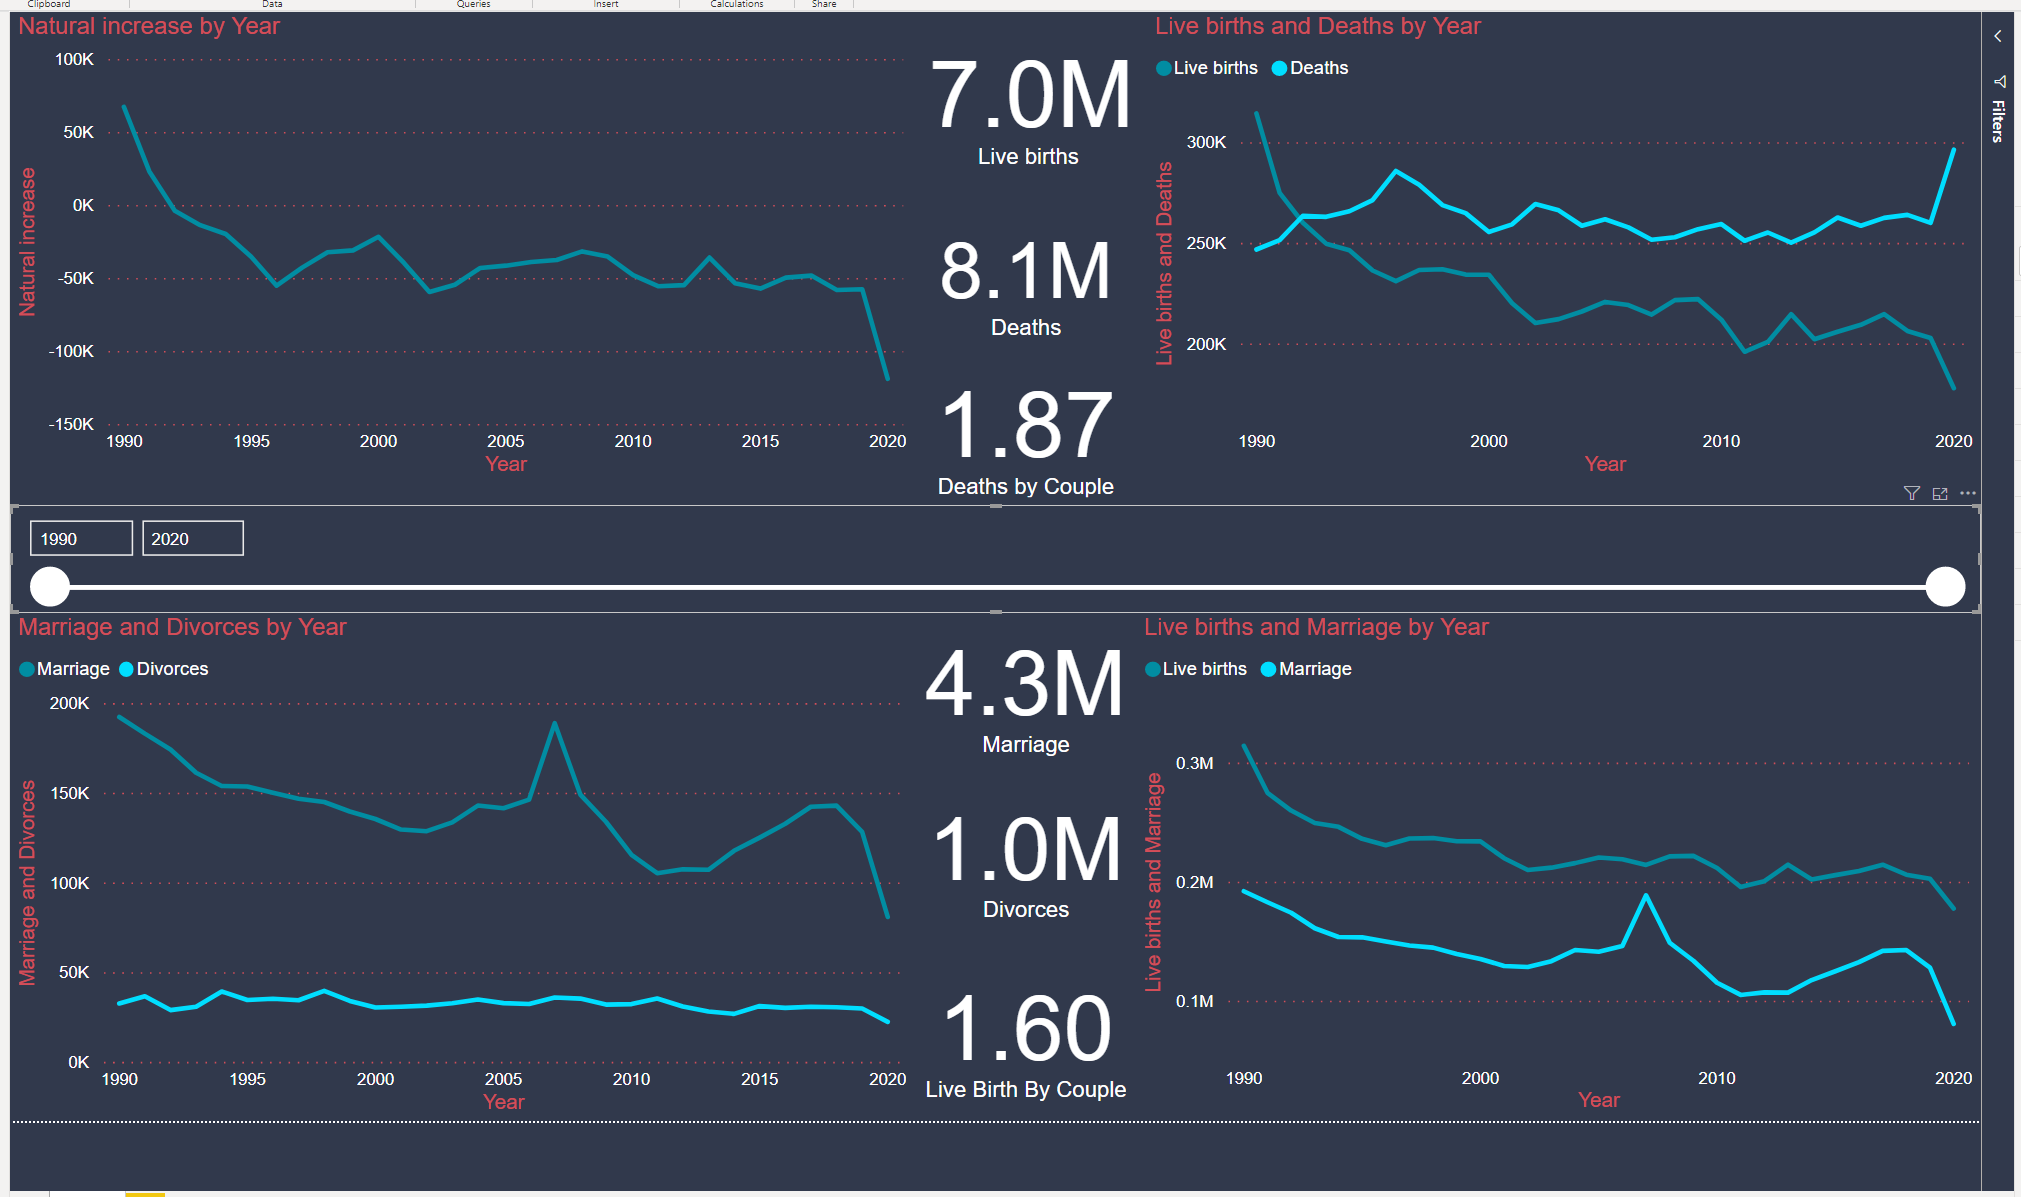 Clipboard
Data
Queries
Insert
Calculations
Share
Natural increase by Year
100K
50K
0K
-50K
-100K
-150K
Natural increase
1990 1995 2000 2005 2010 2015 2020
Year
7.0M
Live births
8.1M
Deaths
1.87
Deaths by Couple
Live births and Deaths by Year
Live births Deaths
300K
250K
200K
Live births and Deaths
1990 2000 2010 2020
Year
Filters
1990 2020
Marriage and Divorces by Year
Marriage Divorces
200K
150K
100K
50K
0K
Marriage and Divorces
1990 1995 2000 2005 2010 2015 2020
Year
4.3M
Marriage
1.0M
Divorces
1.60
Live Birth By Couple
Live births and Marriage by Year
Live births Marriage
0.3M
0.2M
0.1M
Live births and Marriage
1990 2000 2010 2020
Year